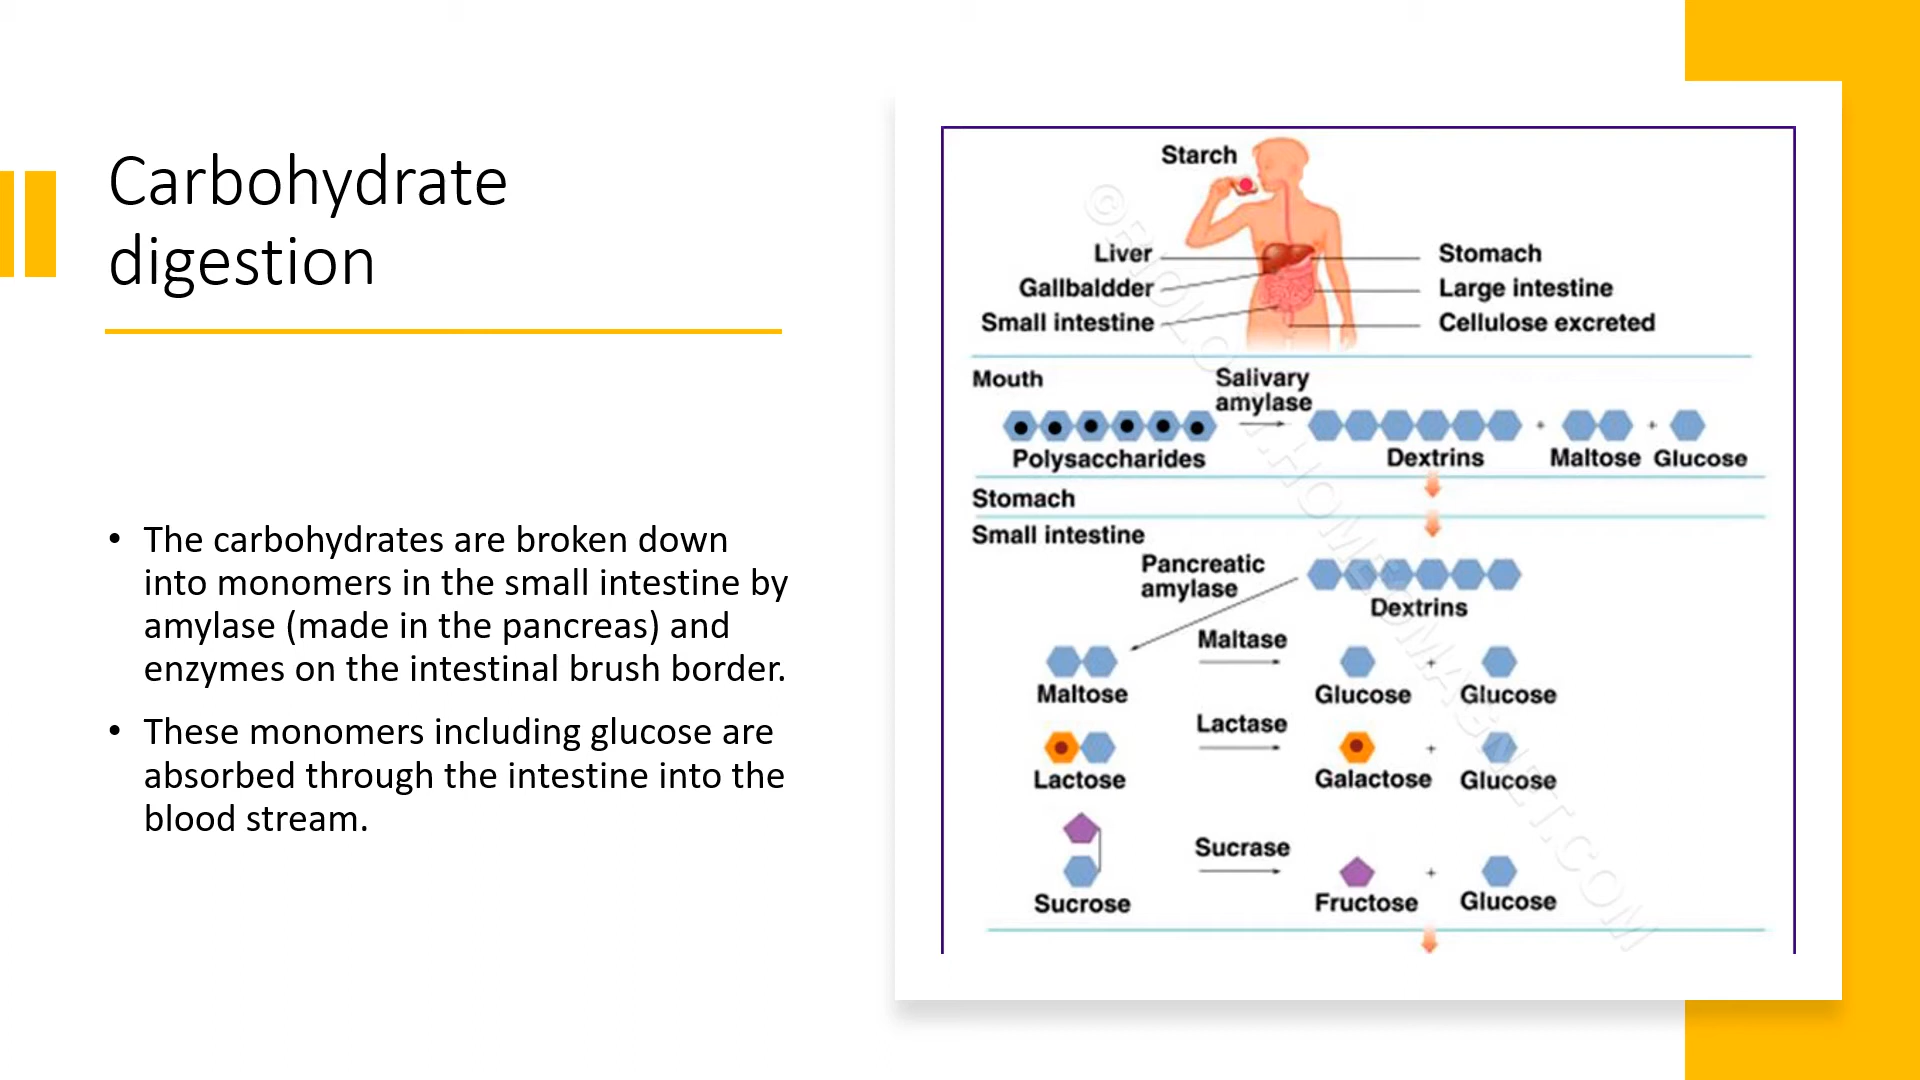 Carbohydrate
digestion
• The carbohydrates are broken down
into monomers in the small intestine by
amylase (made in the pancreas) and
enzymes on the intestinal brush border.
• These monomers including glucose are
absorbed through the intestine into the
blood stream.
Starch
Liver
Stomach
Gallbaldder
Large intestine
Small intestine
Cellulose excreted
Mouth
Salivary
amylase
+ +
Polysaccharides
Dextrins
Maltose
Glucose
Stomach
Small intestine
Pancreatic
amylase
Dextrins
Maltase
+
Maltose
Glucose
Glucose
Lactase
+
Lactose
Galactose
Glucose
Sucrase
+
Sucrose
Fructose
Glucose